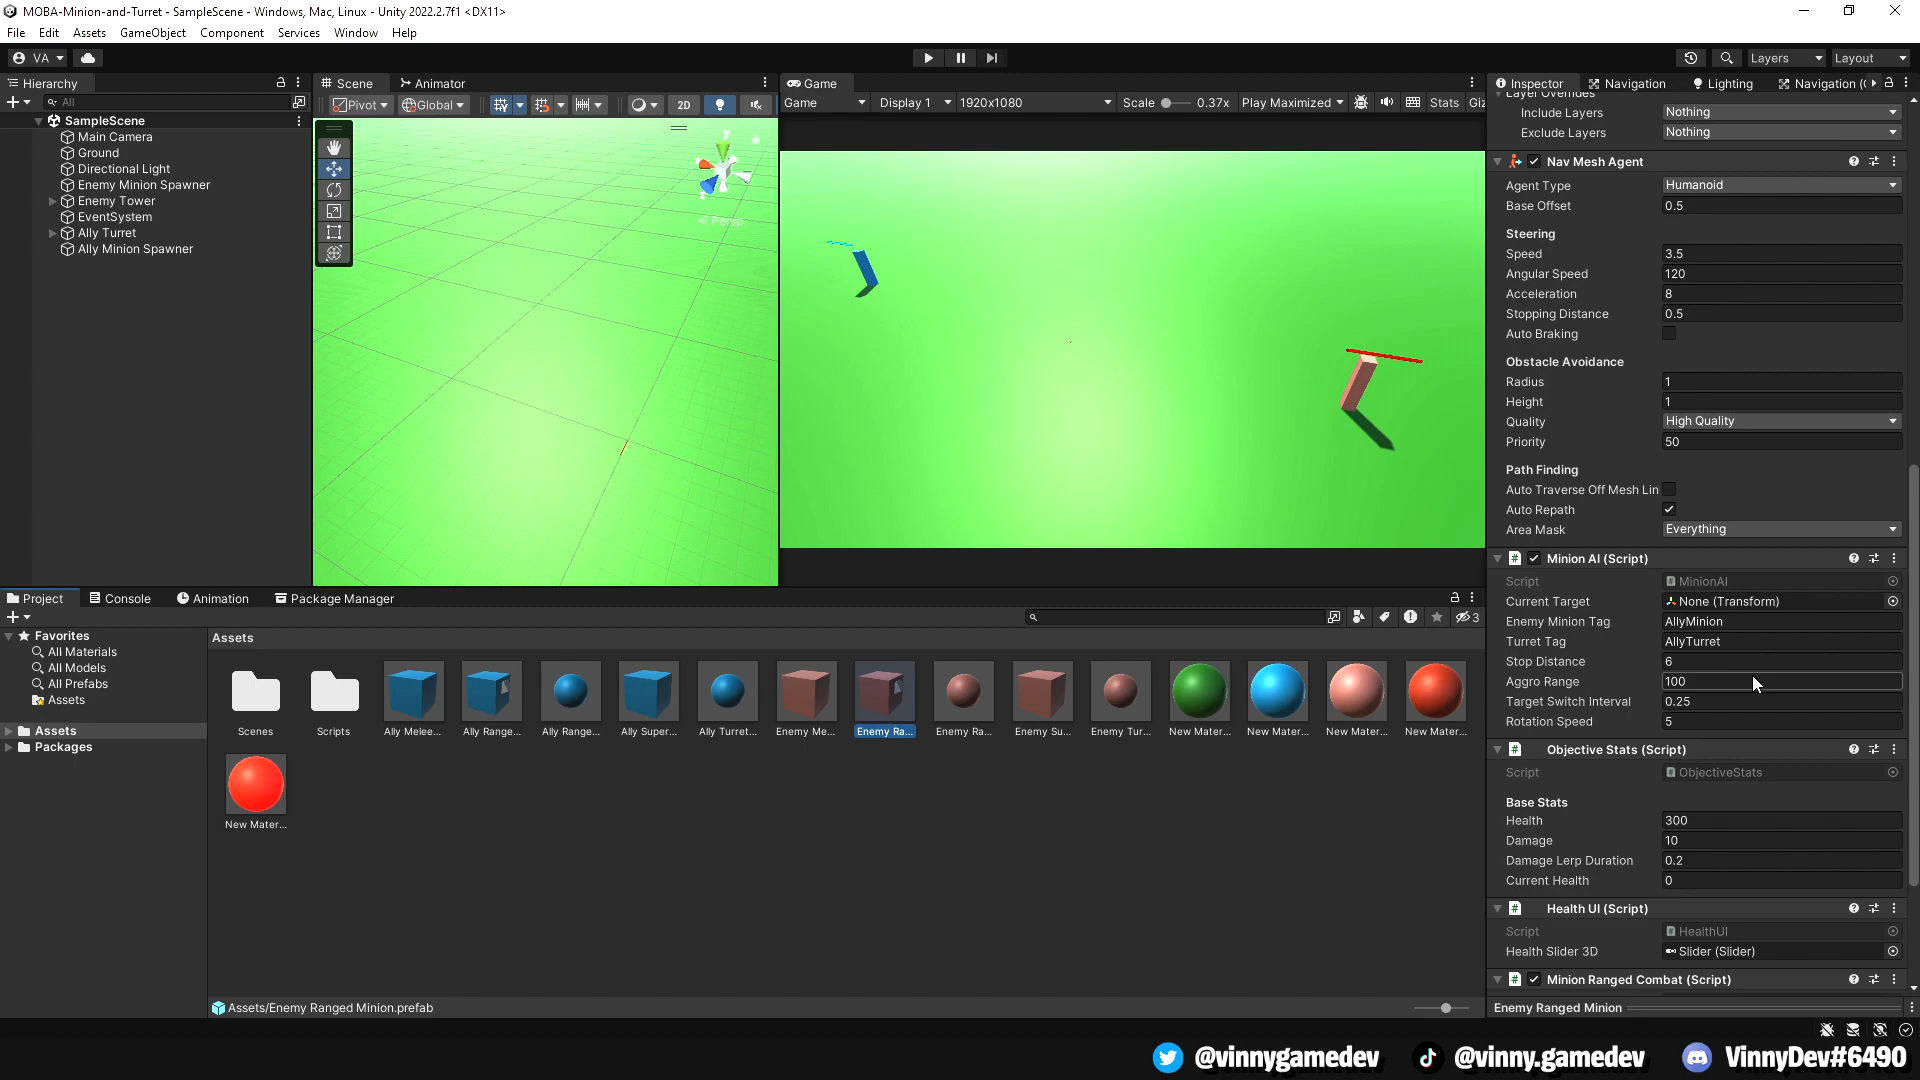 MOBA-Minion-and-Turret - SampleScene - Windows, Mac, Linux - Unity 2022.2.7f1 <DX11>
File Edit Assets GameObject Component Services Window Help
VA Layers Layout
Hierarchy
All
SampleScene
Main Camera
Ground
Directional Light
Enemy Minion Spawner
Enemy Tower
EventSystem
Ally Turret
Ally Minion Spawner
Scene Animator
Pivot Global 2D
y
z
< Persp
Game
Game Display 1 1920x1080 Scale 0.37x Play Maximized Stats Giz
Inspector Navigation Lighting Navigation (
Layer Overrides
Include Layers Nothing
Exclude Layers Nothing
Nav Mesh Agent
Agent Type Humanoid
Base Offset 0.5
Steering
Speed 3.5
Angular Speed 120
Acceleration 8
Stopping Distance 0.5
Auto Braking
Obstacle Avoidance
Radius 1
Height 1
Quality High Quality
Priority 50
Path Finding
Auto Traverse Off Mesh Lin
Auto Repath
Area Mask Everything
Minion AI (Script)
Script MinionAI
Current Target None (Transform)
Enemy Minion Tag AllyMinion
Turret Tag AllyTurret
Stop Distance 6
Aggro Range 100
Target Switch Interval 0.25
Rotation Speed 5
Objective Stats (Script)
Script ObjectiveStats
Base Stats
Health 300
Damage 10
Damage Lerp Duration 0.2
Current Health 0
Health UI (Script)
Script HealthUI
Health Slider 3D Slider (Slider)
Minion Ranged Combat (Script)
Enemy Ranged Minion
Project Console Animation Package Manager
3
Favorites
All Materials
All Models
All Prefabs
Assets
Assets
Packages
Assets
Scenes Scripts Ally Melee... Ally Range... Ally Range... Ally Super... Ally Turret... Enemy Me... Enemy Ra... Enemy Ra... Enemy Su... Enemy Tur... New Mater... New Mater... New Mater... New Mater...
New Mater...
Assets/Enemy Ranged Minion.prefab
@vinnygamedev @vinny.gamedev VinnyDev#6490